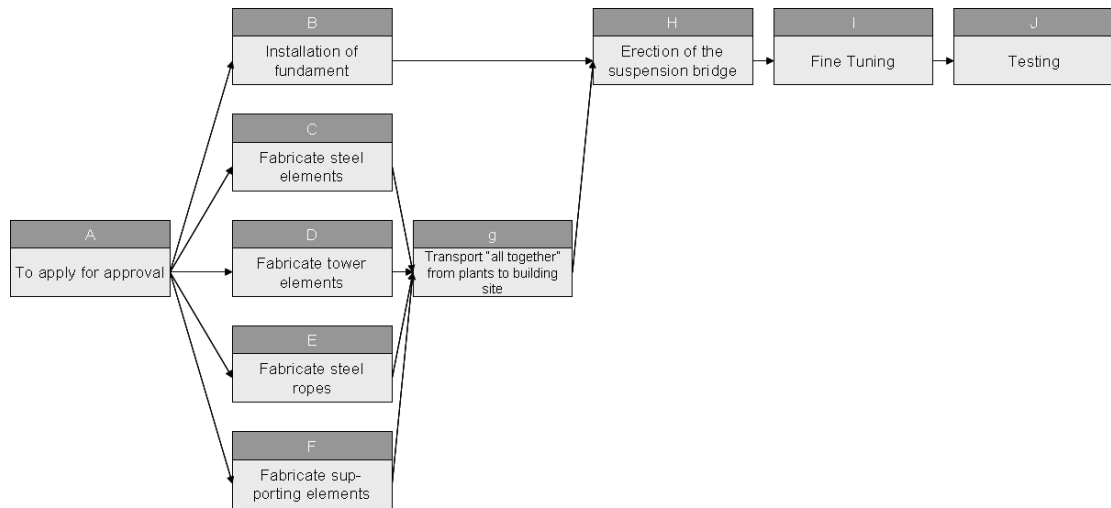 B
Installation of
fundament
H
Erection of the
suspension bridge
I
Fine Tuning
J
Testing
C
Fabricate steel
elements
A
To apply for approval
D
Fabricate tower
elements
g
Transport "all together"
from plants to building
site
E
Fabricate steel
ropes
F
Fabricate sup-
porting elements